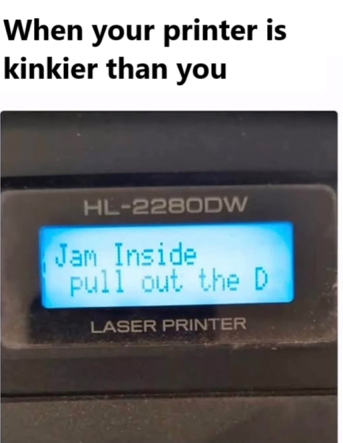 When your printer is
kinkier than you
HL-2280DW
Jam Inside
pull out the D
LASER PRINTER